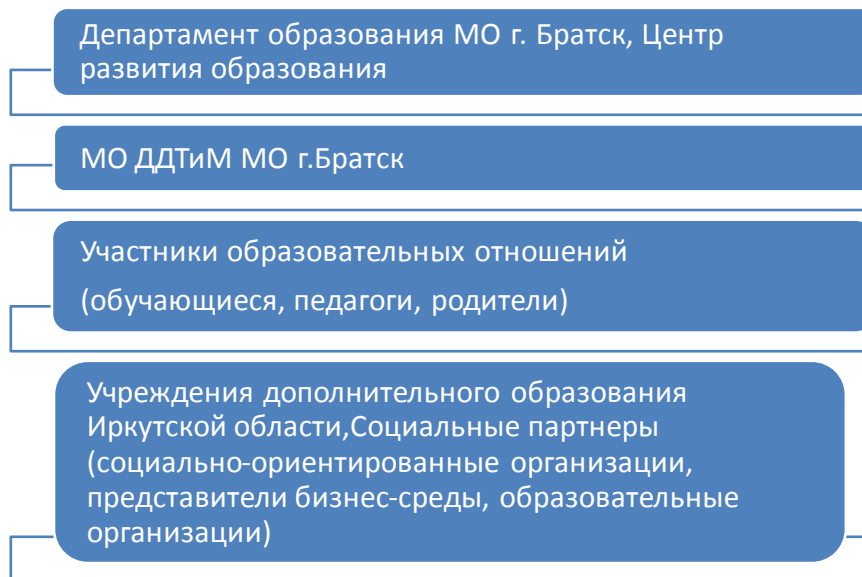 Департамент образования МО г. Братск, Центр
развития образования
МО ДДТиМ МО г.Братск
Участники образовательных отношений
(обучающиеся, педагоги, родители)
Учреждения дополнительного образования
Иркутской области,Социальные партнеры
(социально-ориентированные организации,
представители бизнес-среды, образовательные
организации)